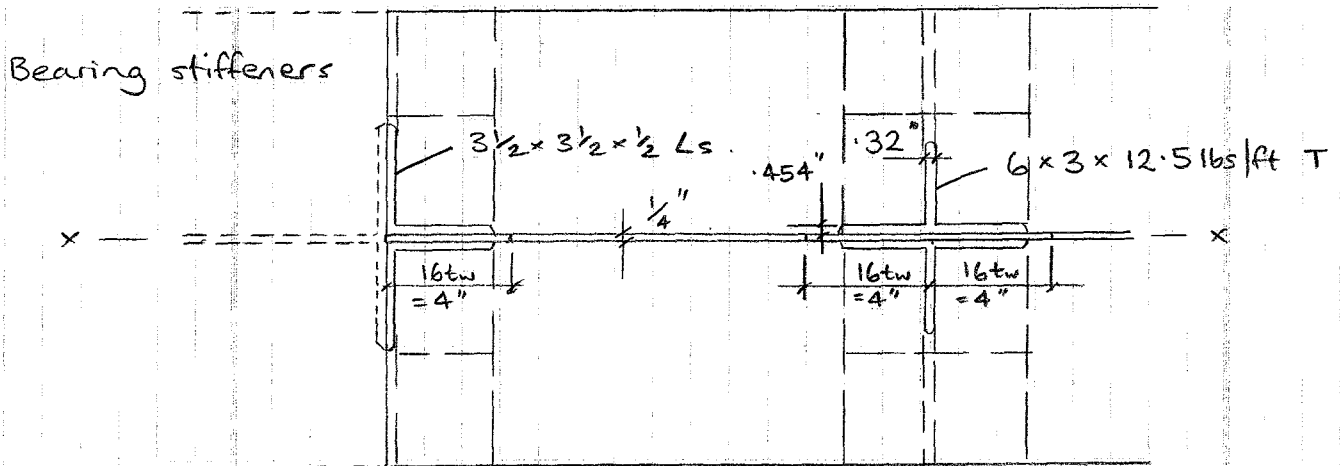 Bearing stiffeners
3½ × 3½ × ½ Ls.
.454"
.32"
6 × 3 × 12.5 lbs/ft T
¼"
x
x
16tw
= 4"
16tw
= 4"
16tw
= 4"